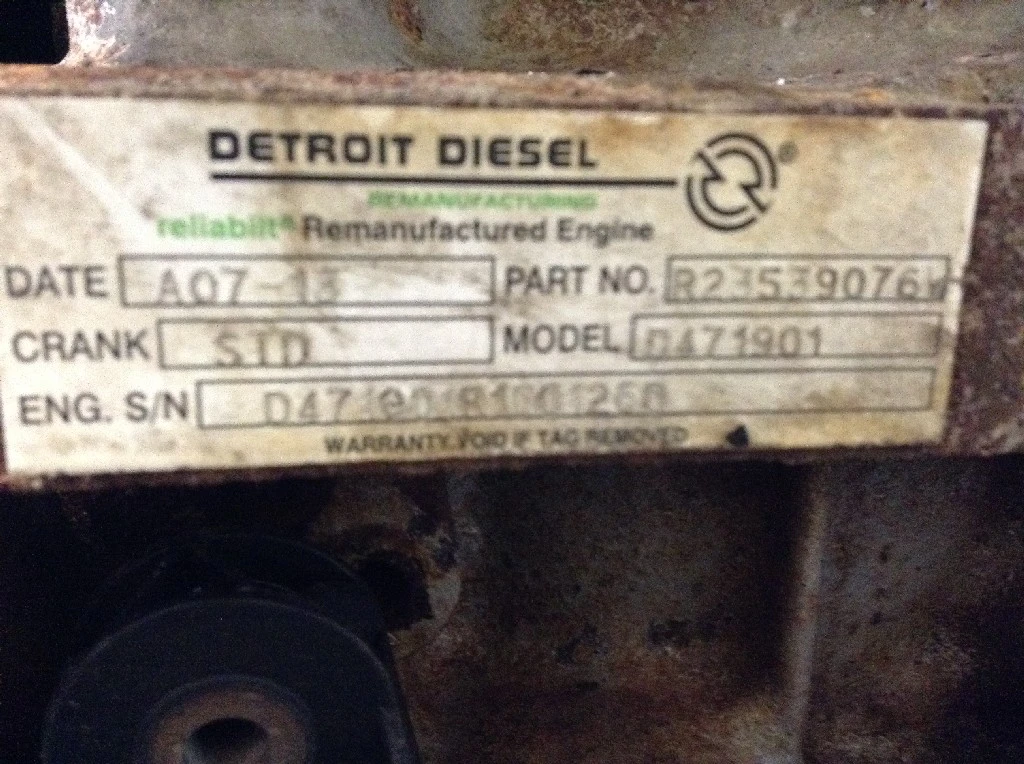 DETROIT DIESEL ®
REMANUFACTURING
reliabilt® Remanufactured Engine
DATE A07-13 PART NO. R23539076W
CRANK STD MODEL D471901
ENG. S/N
WARRANTY VOID IF TAG REMOVED